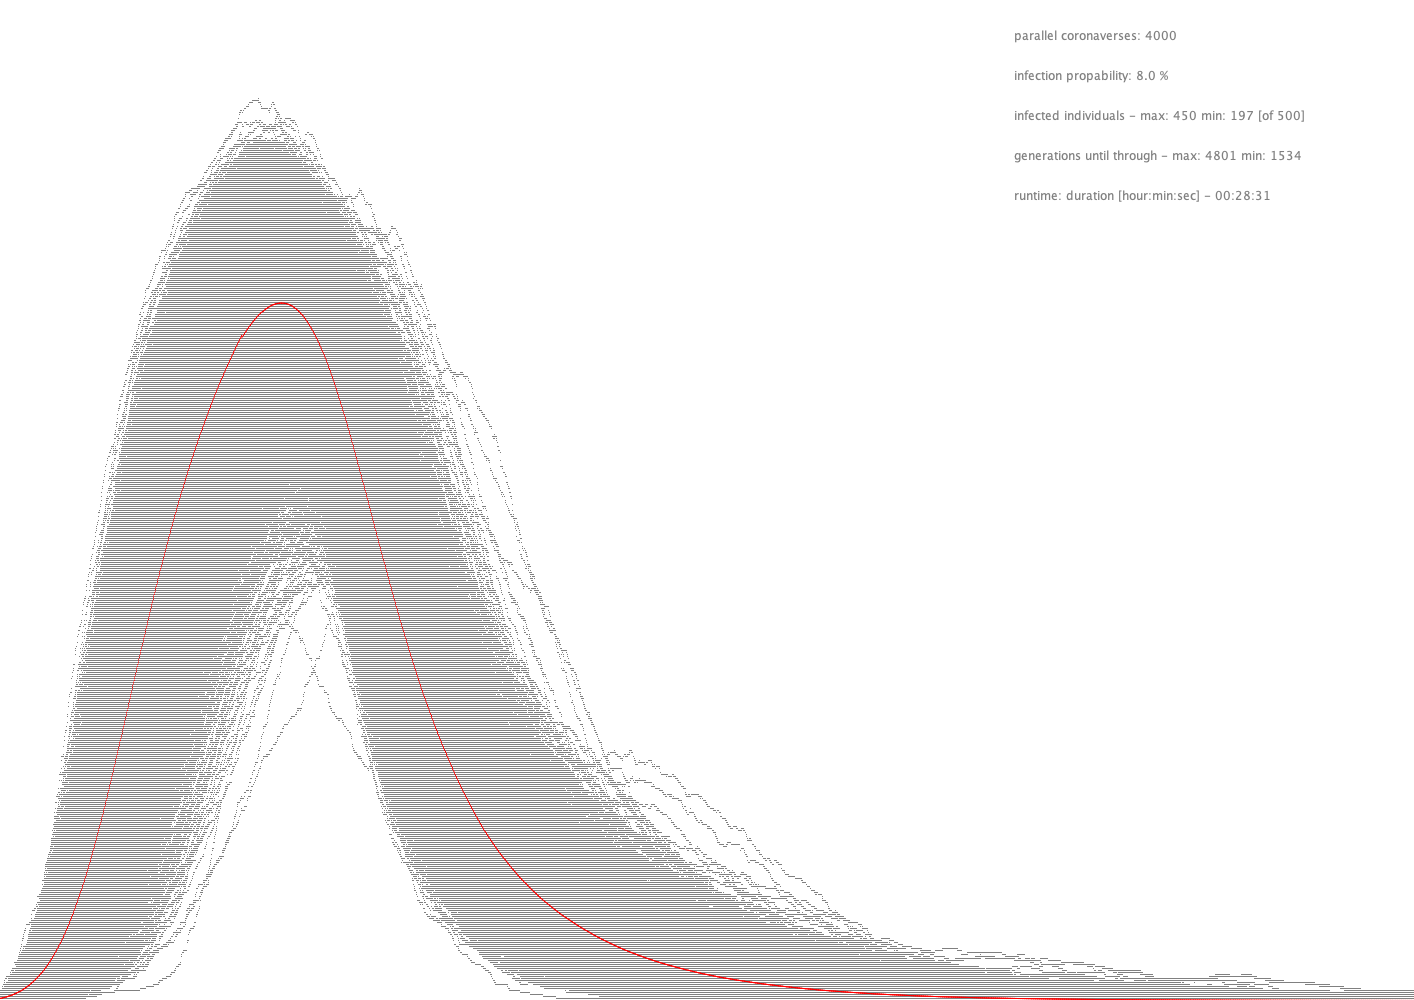 parallel coronaverses: 4000
infection propability: 8.0 %
infected individuals – max: 450 min: 197 [of 500]
generations until through – max: 4801 min: 1534
runtime: duration [hour:min:sec] – 00:28:31